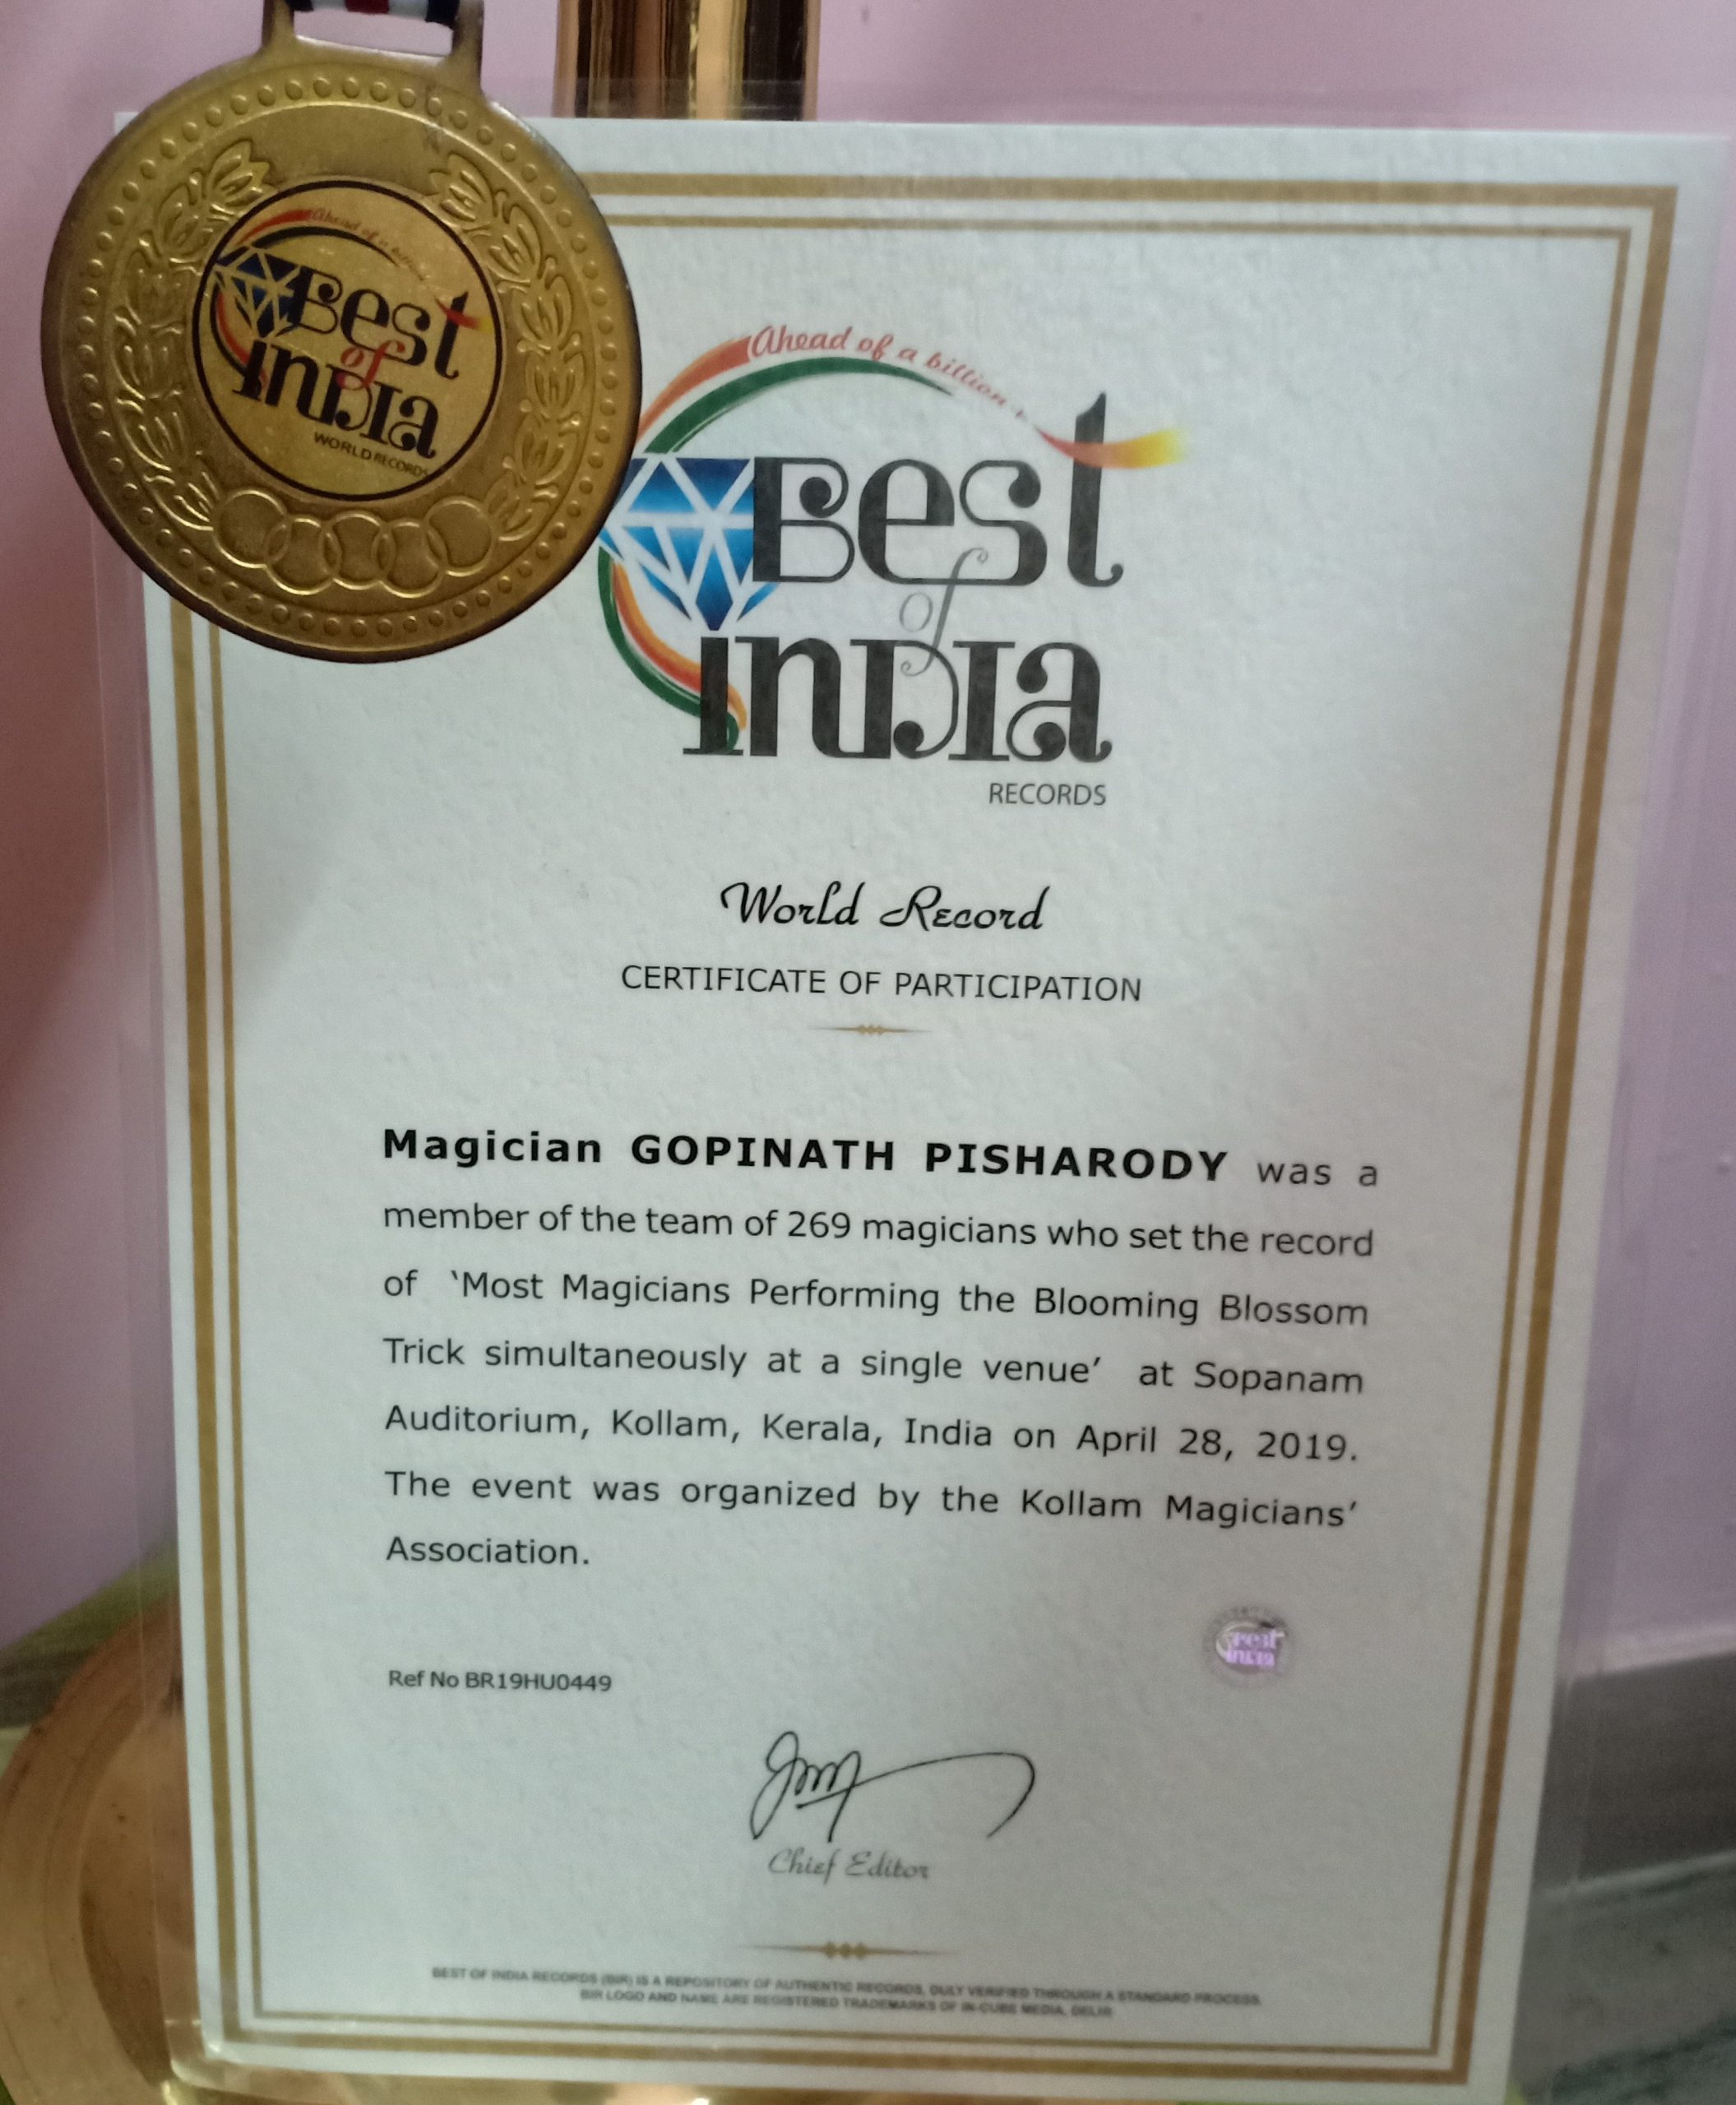 Ahead of a billion
Best
of
INDIA
WORLD RECORDS
Ahead of a billion
Best
of
INDIA
RECORDS
World Record
CERTIFICATE OF PARTICIPATION
Magician GOPINATH PISHARODY was a
member of the team of 269 magicians who set the record
of ‘Most Magicians Performing the Blooming Blossom
Trick simultaneously at a single venue’ at Sopanam
Auditorium, Kollam, Kerala, India on April 28, 2019.
The event was organized by the Kollam Magicians’
Association.
Best
India
Ref No BR19HU0449
Chief Editor
BEST OF INDIA RECORDS (BIR) IS A REPOSITORY OF AUTHENTIC RECORDS, DULY VERIFIED THROUGH A STANDARD PROCESS.
BIR LOGO AND NAME ARE REGISTERED TRADEMARKS OF IN-CUBE MEDIA, DELHI